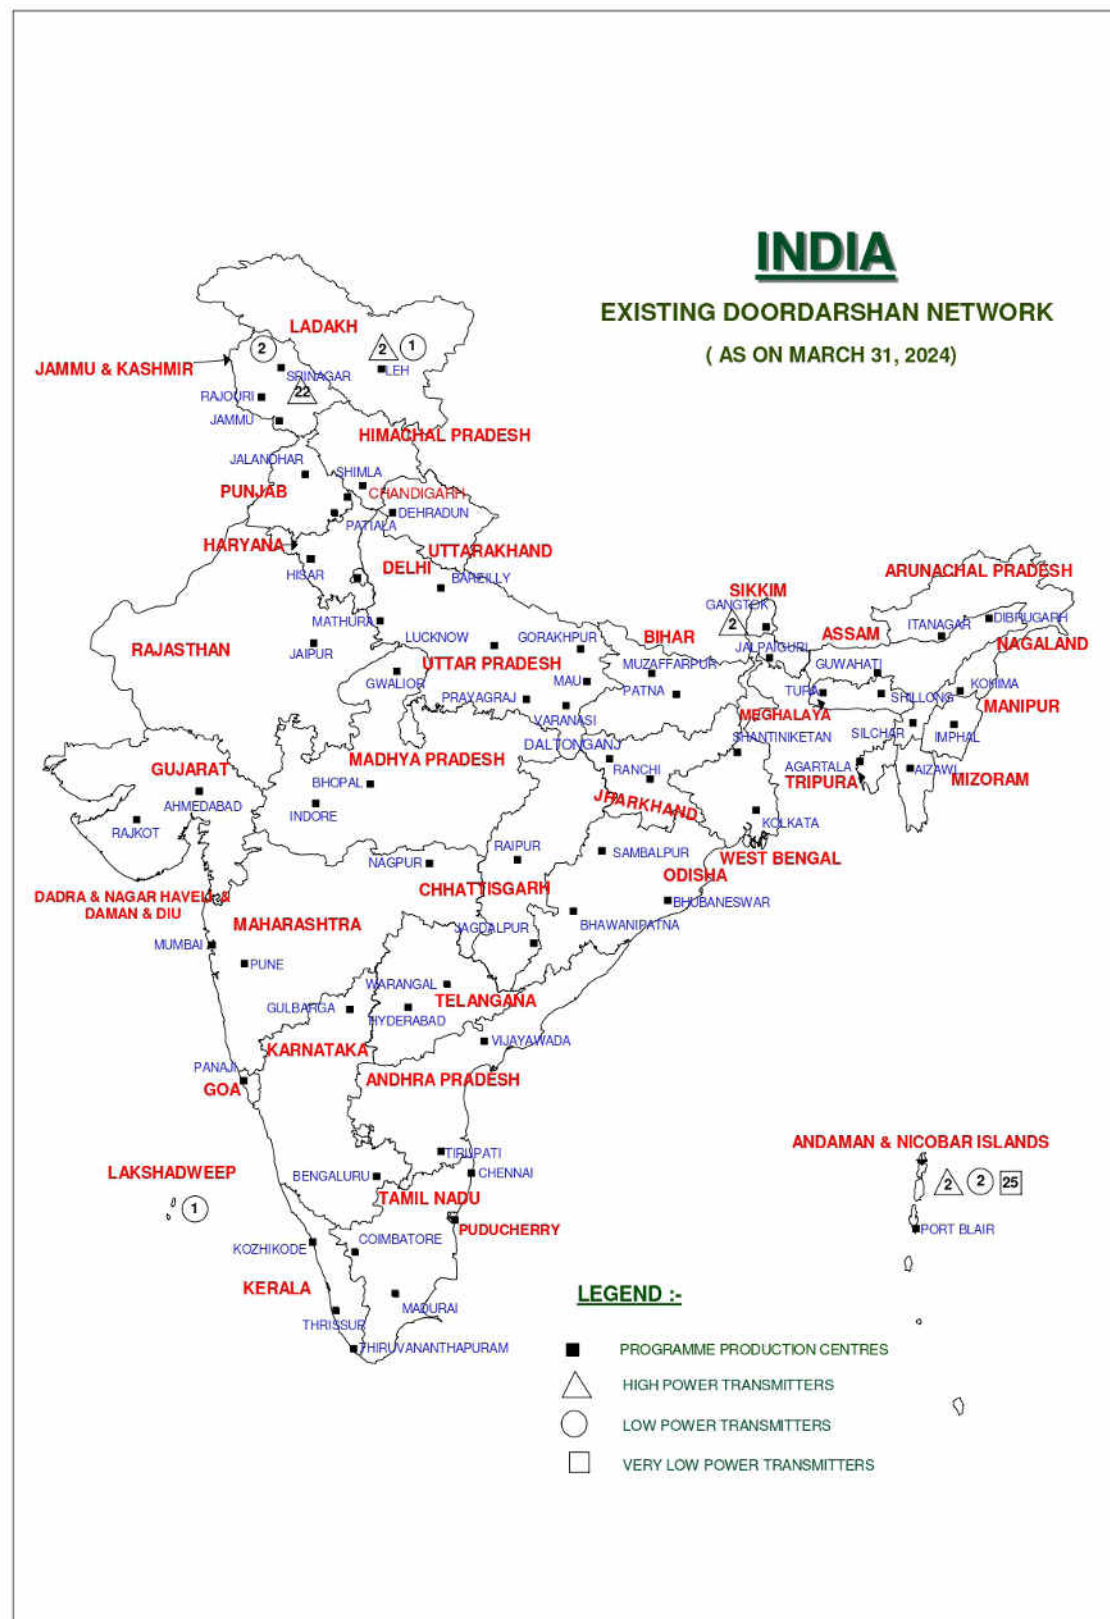 INDIA
EXISTING DOORDARSHAN NETWORK
( AS ON MARCH 31, 2024)
LADAKH
2
2
1
JAMMU & KASHMIR
SRINAGAR
LEH
22
RAJOURI
JAMMU
HIMACHAL PRADESH
JALANDHAR
SHIMLA
PUNJAB
CHANDIGARH
DEHRADUN
PATIALA
HARYANA
UTTARAKHAND
HISAR
DELHI
BAREILLY
ARUNACHAL PRADESH
SIKKIM
GANGTOK
2
MATHURA
LUCKNOW
GORAKHPUR
BIHAR
ASSAM
ITANAGAR
DIBRUGARH
NAGALAND
RAJASTHAN
JAIPUR
UTTAR PRADESH
MUZAFFARPUR
JALPAIGURI
GUWAHATI
GWALIOR
PRAYAGRAJ
MAU
PATNA
TURA
SHILLONG
KOHIMA
MANIPUR
VARANASI
MEGHALAYA
SHANTINIKETAN
SILCHAR
IMPHAL
DALTONGANJ
RANCHI
AGARTALA
AIZAWL
TRIPURA
MIZORAM
MADHYA PRADESH
GUJARAT
BHOPAL
AHMEDABAD
INDORE
RAJKOT
JHARKHAND
KOLKATA
NAGPUR
RAIPUR
SAMBALPUR
WEST BENGAL
CHHATTISGARH
ODISHA
DADRA & NAGAR HAVELI &
DAMAN & DIU
BHUBANESWAR
MAHARASHTRA
JAGDALPUR
BHAWANIPATNA
MUMBAI
PUNE
WARANGAL
TELANGANA
GULBARGA
HYDERABAD
KARNATAKA
VIJAYAWADA
PANAJI
GOA
ANDHRA PRADESH
ANDAMAN & NICOBAR ISLANDS
2
2
25
TIRUPATI
LAKSHADWEEP
BENGALURU
CHENNAI
1
TAMIL NADU
PUDUCHERRY
PORT BLAIR
KOZHIKODE
COIMBATORE
KERALA
MADURAI
THRISSUR
THIRUVANANTHAPURAM
LEGEND :-
PROGRAMME PRODUCTION CENTRES
HIGH POWER TRANSMITTERS
LOW POWER TRANSMITTERS
VERY LOW POWER TRANSMITTERS